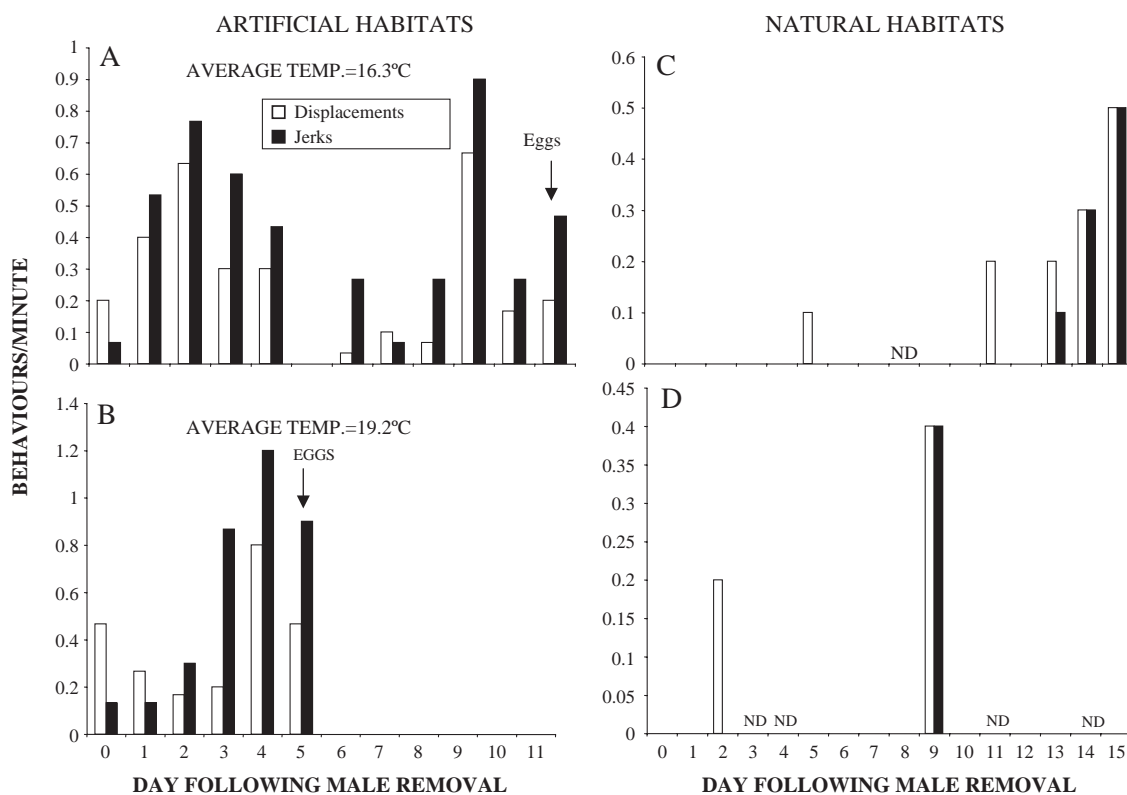 ARTIFICIAL HABITATS
NATURAL HABITATS
A
AVERAGE TEMP.=16.3ºC
Displacements
Jerks
Eggs
1
0.9
0.8
0.7
0.6
0.5
0.4
0.3
0.2
0.1
0
C
0.6
0.5
0.4
0.3
0.2
0.1
0
ND
BEHAVIOURS/MINUTE
B
AVERAGE TEMP.=19.2ºC
EGGS
1.4
1.2
1
0.8
0.6
0.4
0.2
0
0 1 2 3 4 5 6 7 8 9 10 11
DAY FOLLOWING MALE REMOVAL
D
0.45
0.4
0.35
0.3
0.25
0.2
0.15
0.1
0.05
0
ND ND ND ND
0 1 2 3 4 5 6 7 8 9 10 11 12 13 14 15
DAY FOLLOWING MALE REMOVAL